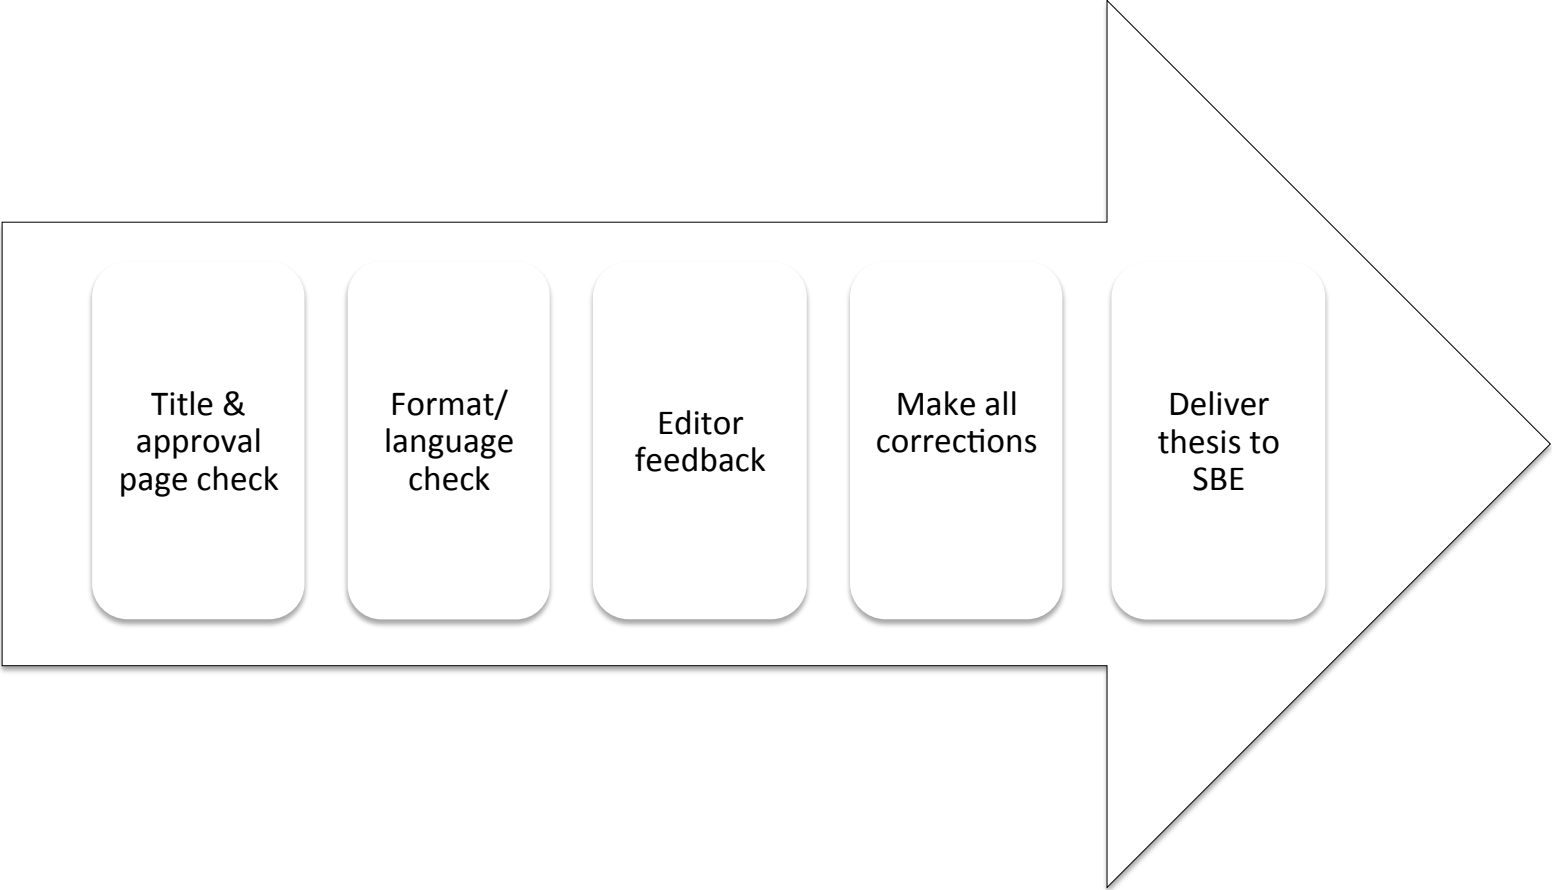 Title &
approval
page check
Format/
language
check
Editor
feedback
Make all
corrections
Deliver
thesis to
SBE